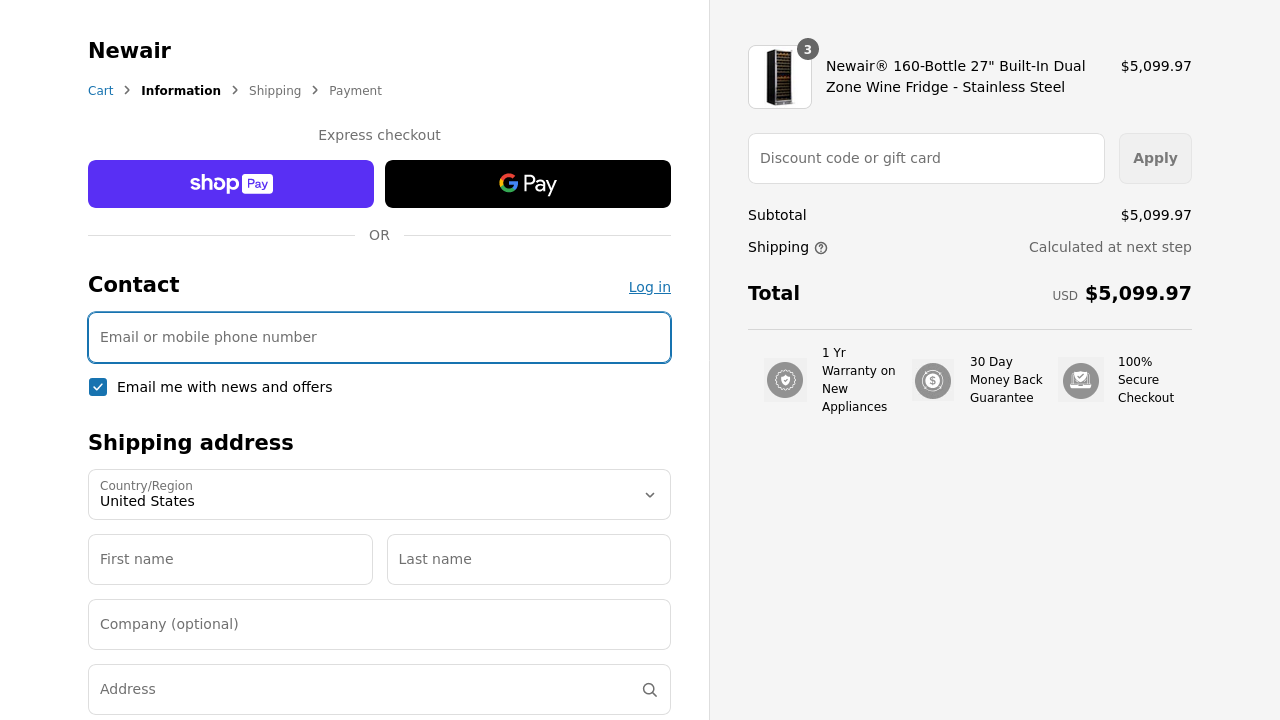 Newair
Cart
Information
Shipping
Payment
Express checkout
shop Pay
G Pay
OR
Contact
Log in
Email or mobile phone number
Email me with news and offers
Shipping address
Country/Region
United States
First name
Last name
Company (optional)
Address
3
Newair® 160-Bottle 27" Built-In Dual
Zone Wine Fridge - Stainless Steel
$5,099.97
Discount code or gift card
Apply
Subtotal
$5,099.97
Shipping
Calculated at next step
Total
USD $5,099.97
1 Yr
Warranty on
New
Appliances
30 Day
Money Back
Guarantee
100%
Secure
Checkout